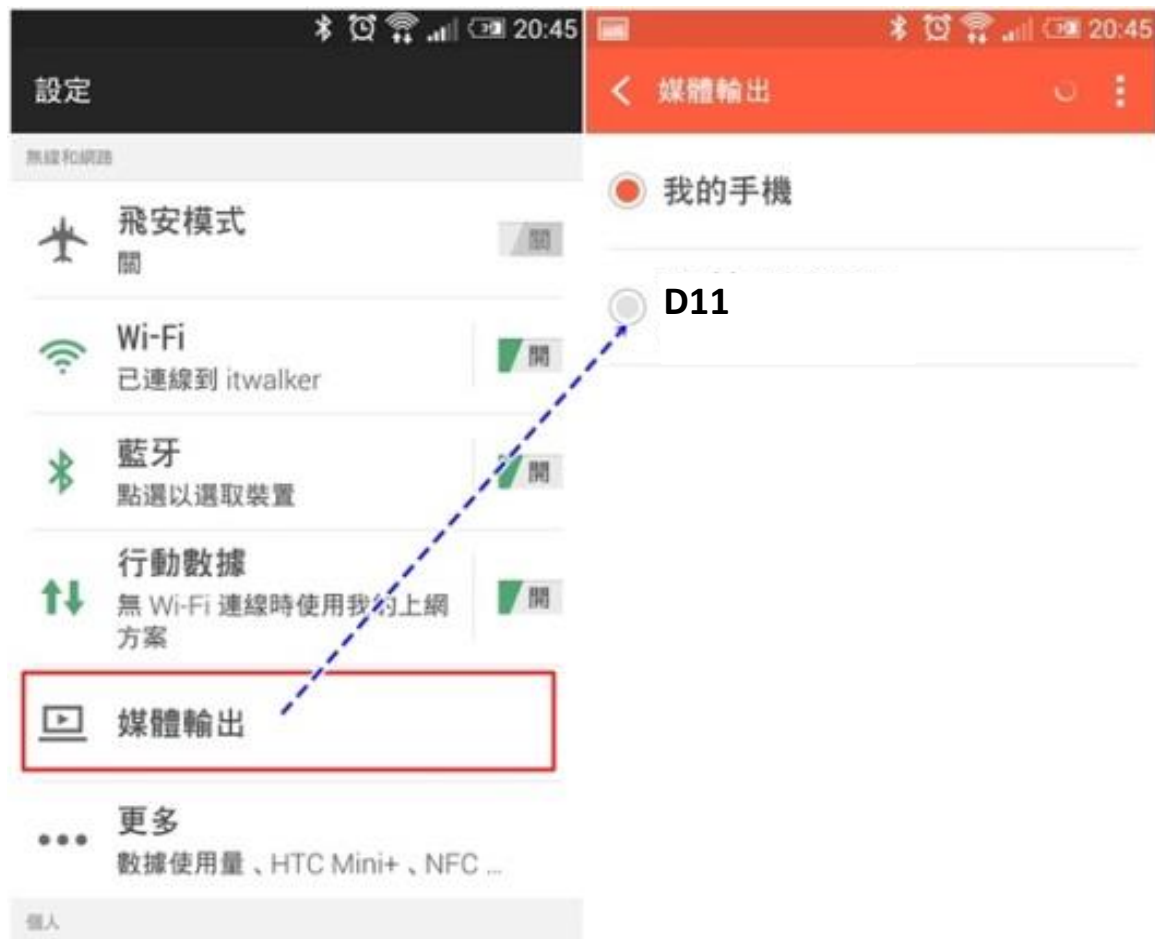 20:45
設定
無線和網路
飛安模式
關
關
Wi-Fi
已連線到 itwalker
開
藍牙
點選以選取裝置
開
行動數據
無 Wi-Fi 連線時使用我的上網
方案
開
媒體輸出
更多
數據使用量、HTC Mini+、NFC ...
個人
20:45
媒體輸出
我的手機
D11